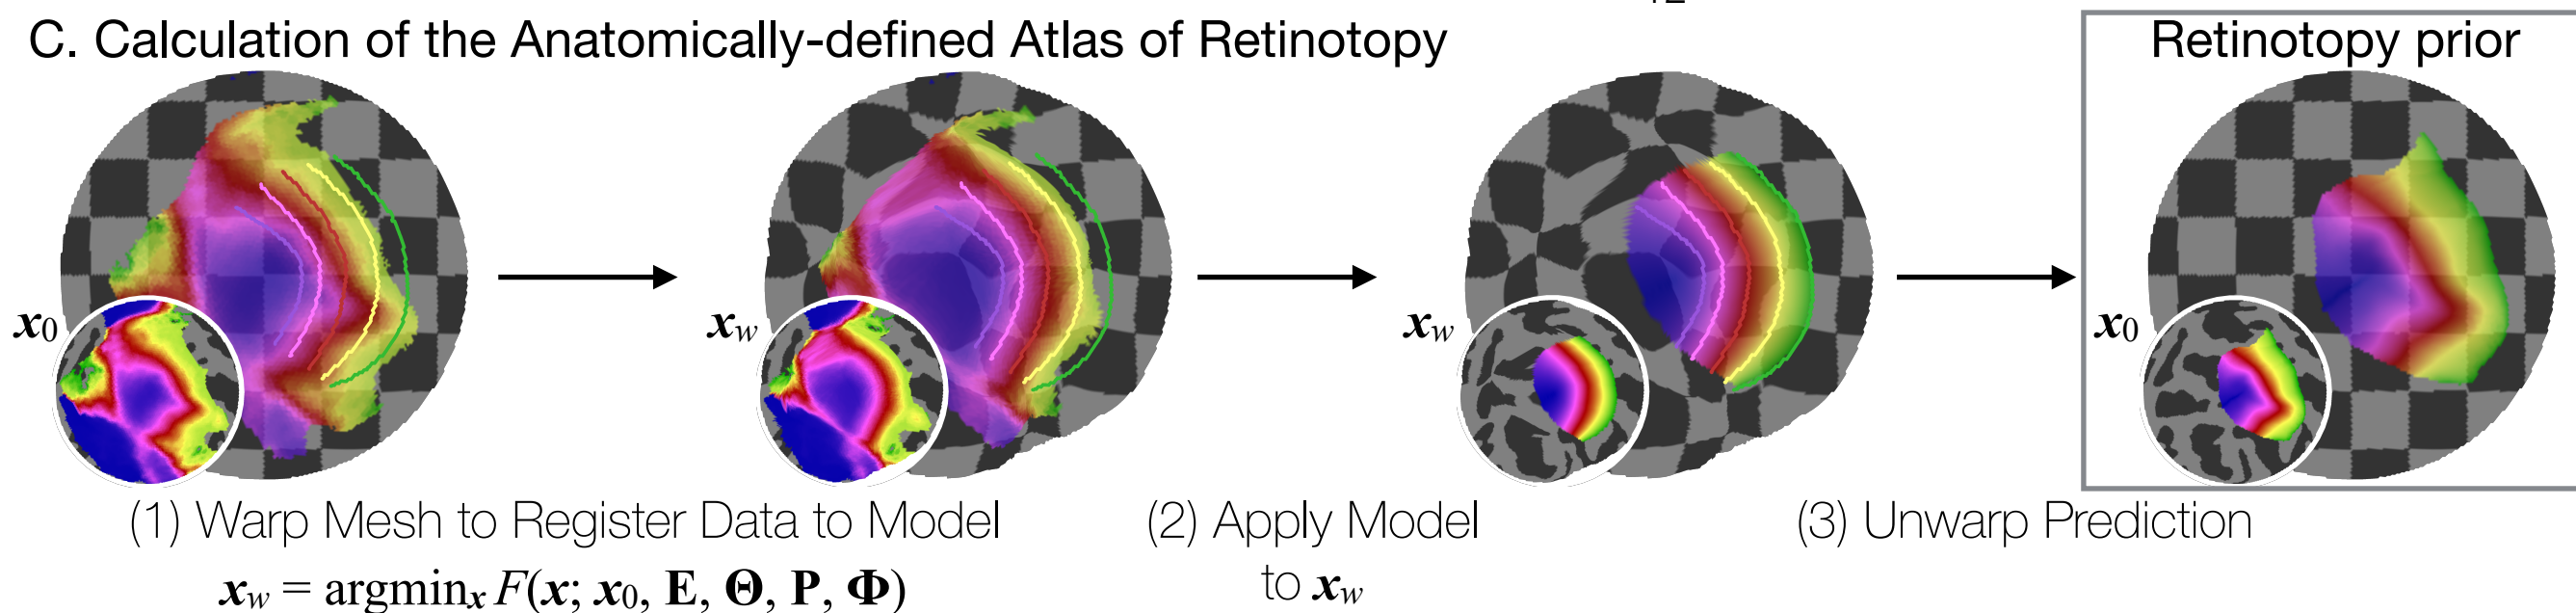 C. Calculation of the Anatomically-defined Atlas of Retinotopy
Retinotopy prior
x0
xw
xw
x0
(1) Warp Mesh to Register Data to Model
(2) Apply Model
to xw
(3) Unwarp Prediction
xw = argminx F(x; x0, E, Θ, P, Φ)